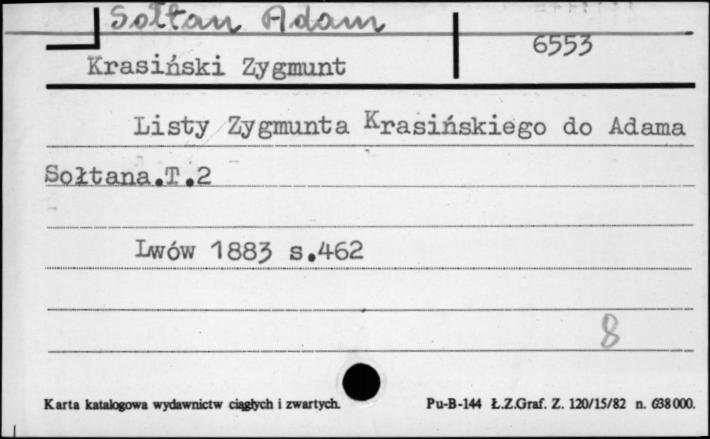 Sołtan Adam
6553
Krasiński Zygmunt
Listy Zygmunta Krasińskiego do Adama
Sołtana.T.2
Lwów 1883 s.462
8
Karta katalogowa wydawnictw ciągłych i zwartych. Pu-B-144 Ł.Z.Graf. Z. 120/15/82 n. 638000.